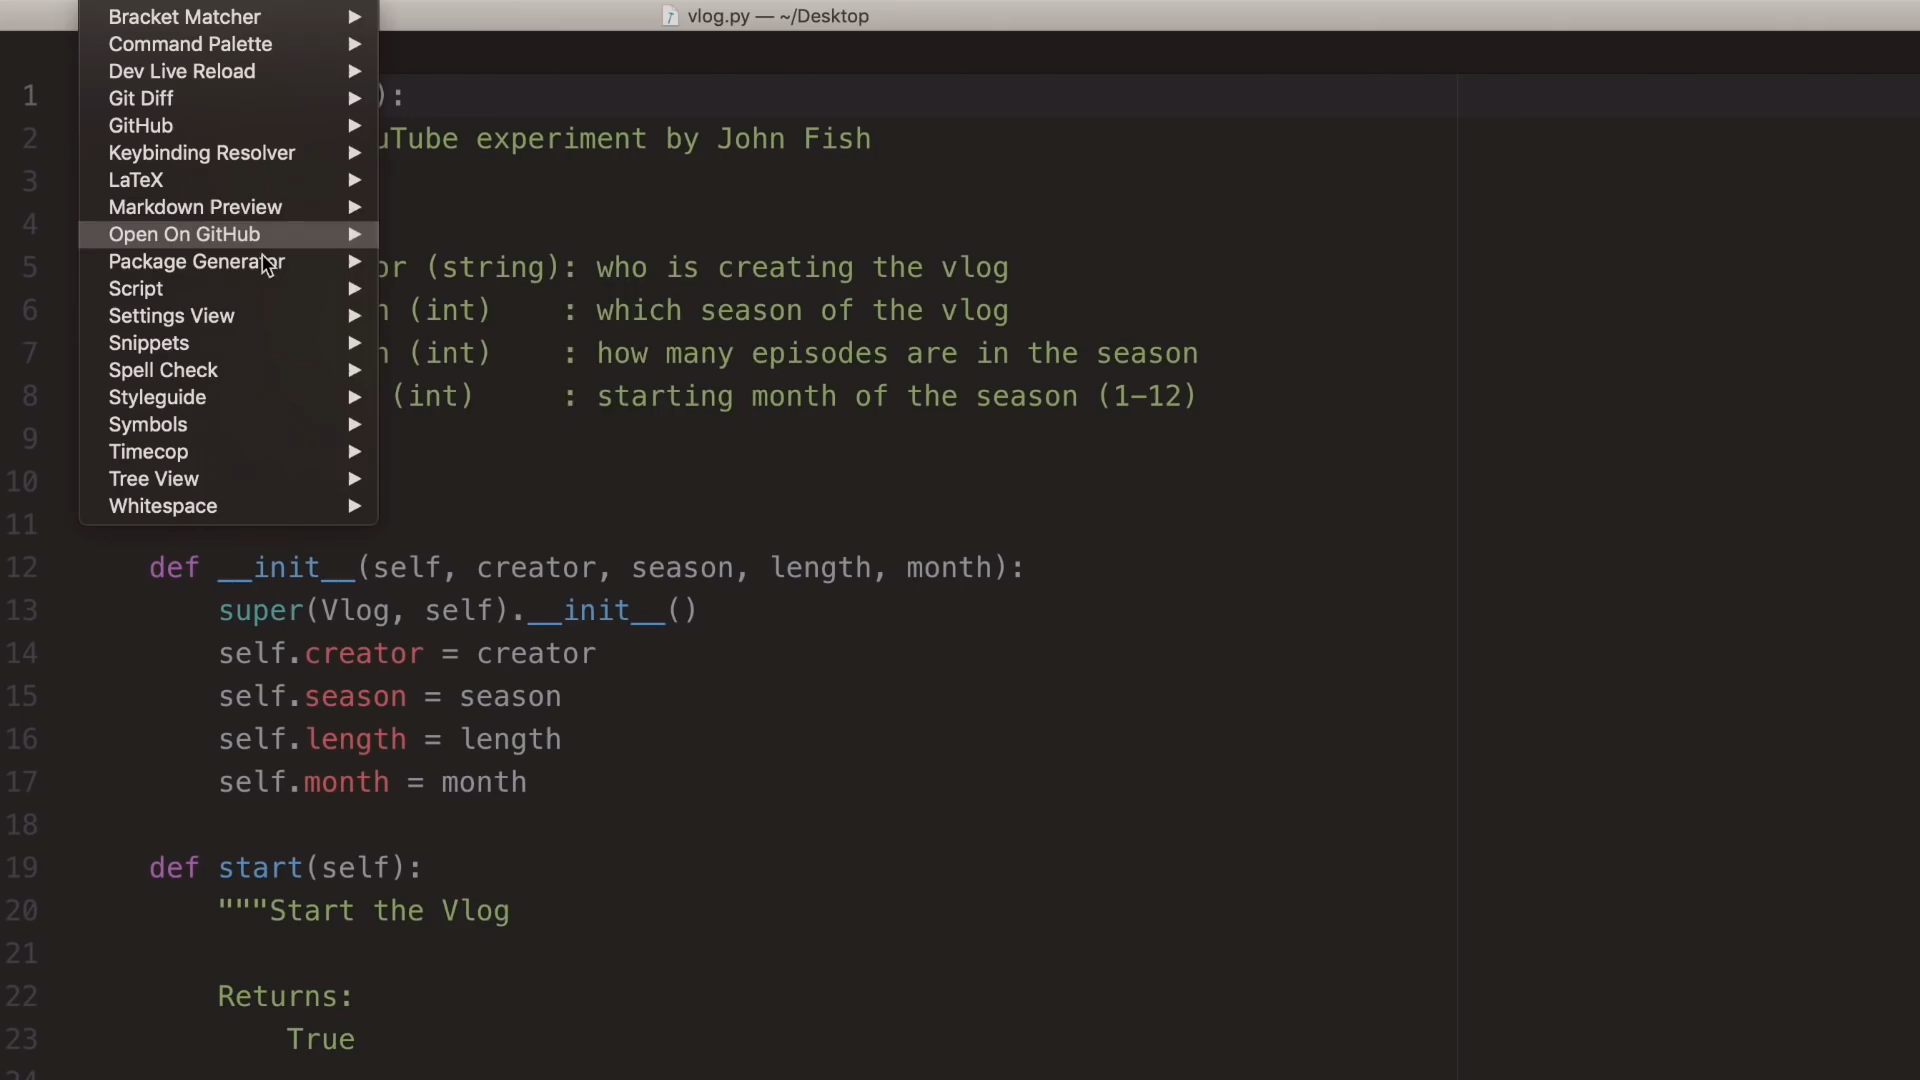 vlog.py — ~/Desktop
Bracket Matcher
Command Palette
Dev Live Reload
Git Diff
GitHub
Keybinding Resolver
LaTeX
Markdown Preview
Open On GitHub
Package Generator
Script
Settings View
Snippets
Spell Check
Styleguide
Symbols
Timecop
Tree View
Whitespace
1 ):
2 uTube experiment by John Fish
3
4
5 or (string): who is creating the vlog
6 n (int) : which season of the vlog
7 h (int) : how many episodes are in the season
8 (int) : starting month of the season (1-12)
9
10
11
12 def __init__(self, creator, season, length, month):
13 super(Vlog, self).__init__()
14 self.creator = creator
15 self.season = season
16 self.length = length
17 self.month = month
18
19 def start(self):
20 """Start the Vlog
21
22 Returns:
23 True
24